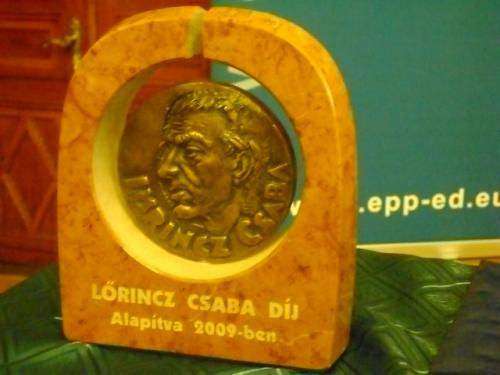 LŐRINCZ CSABA
.epp-ed.eu
LŐRINCZ CSABA DÍJ
Alapítva 2009-ben